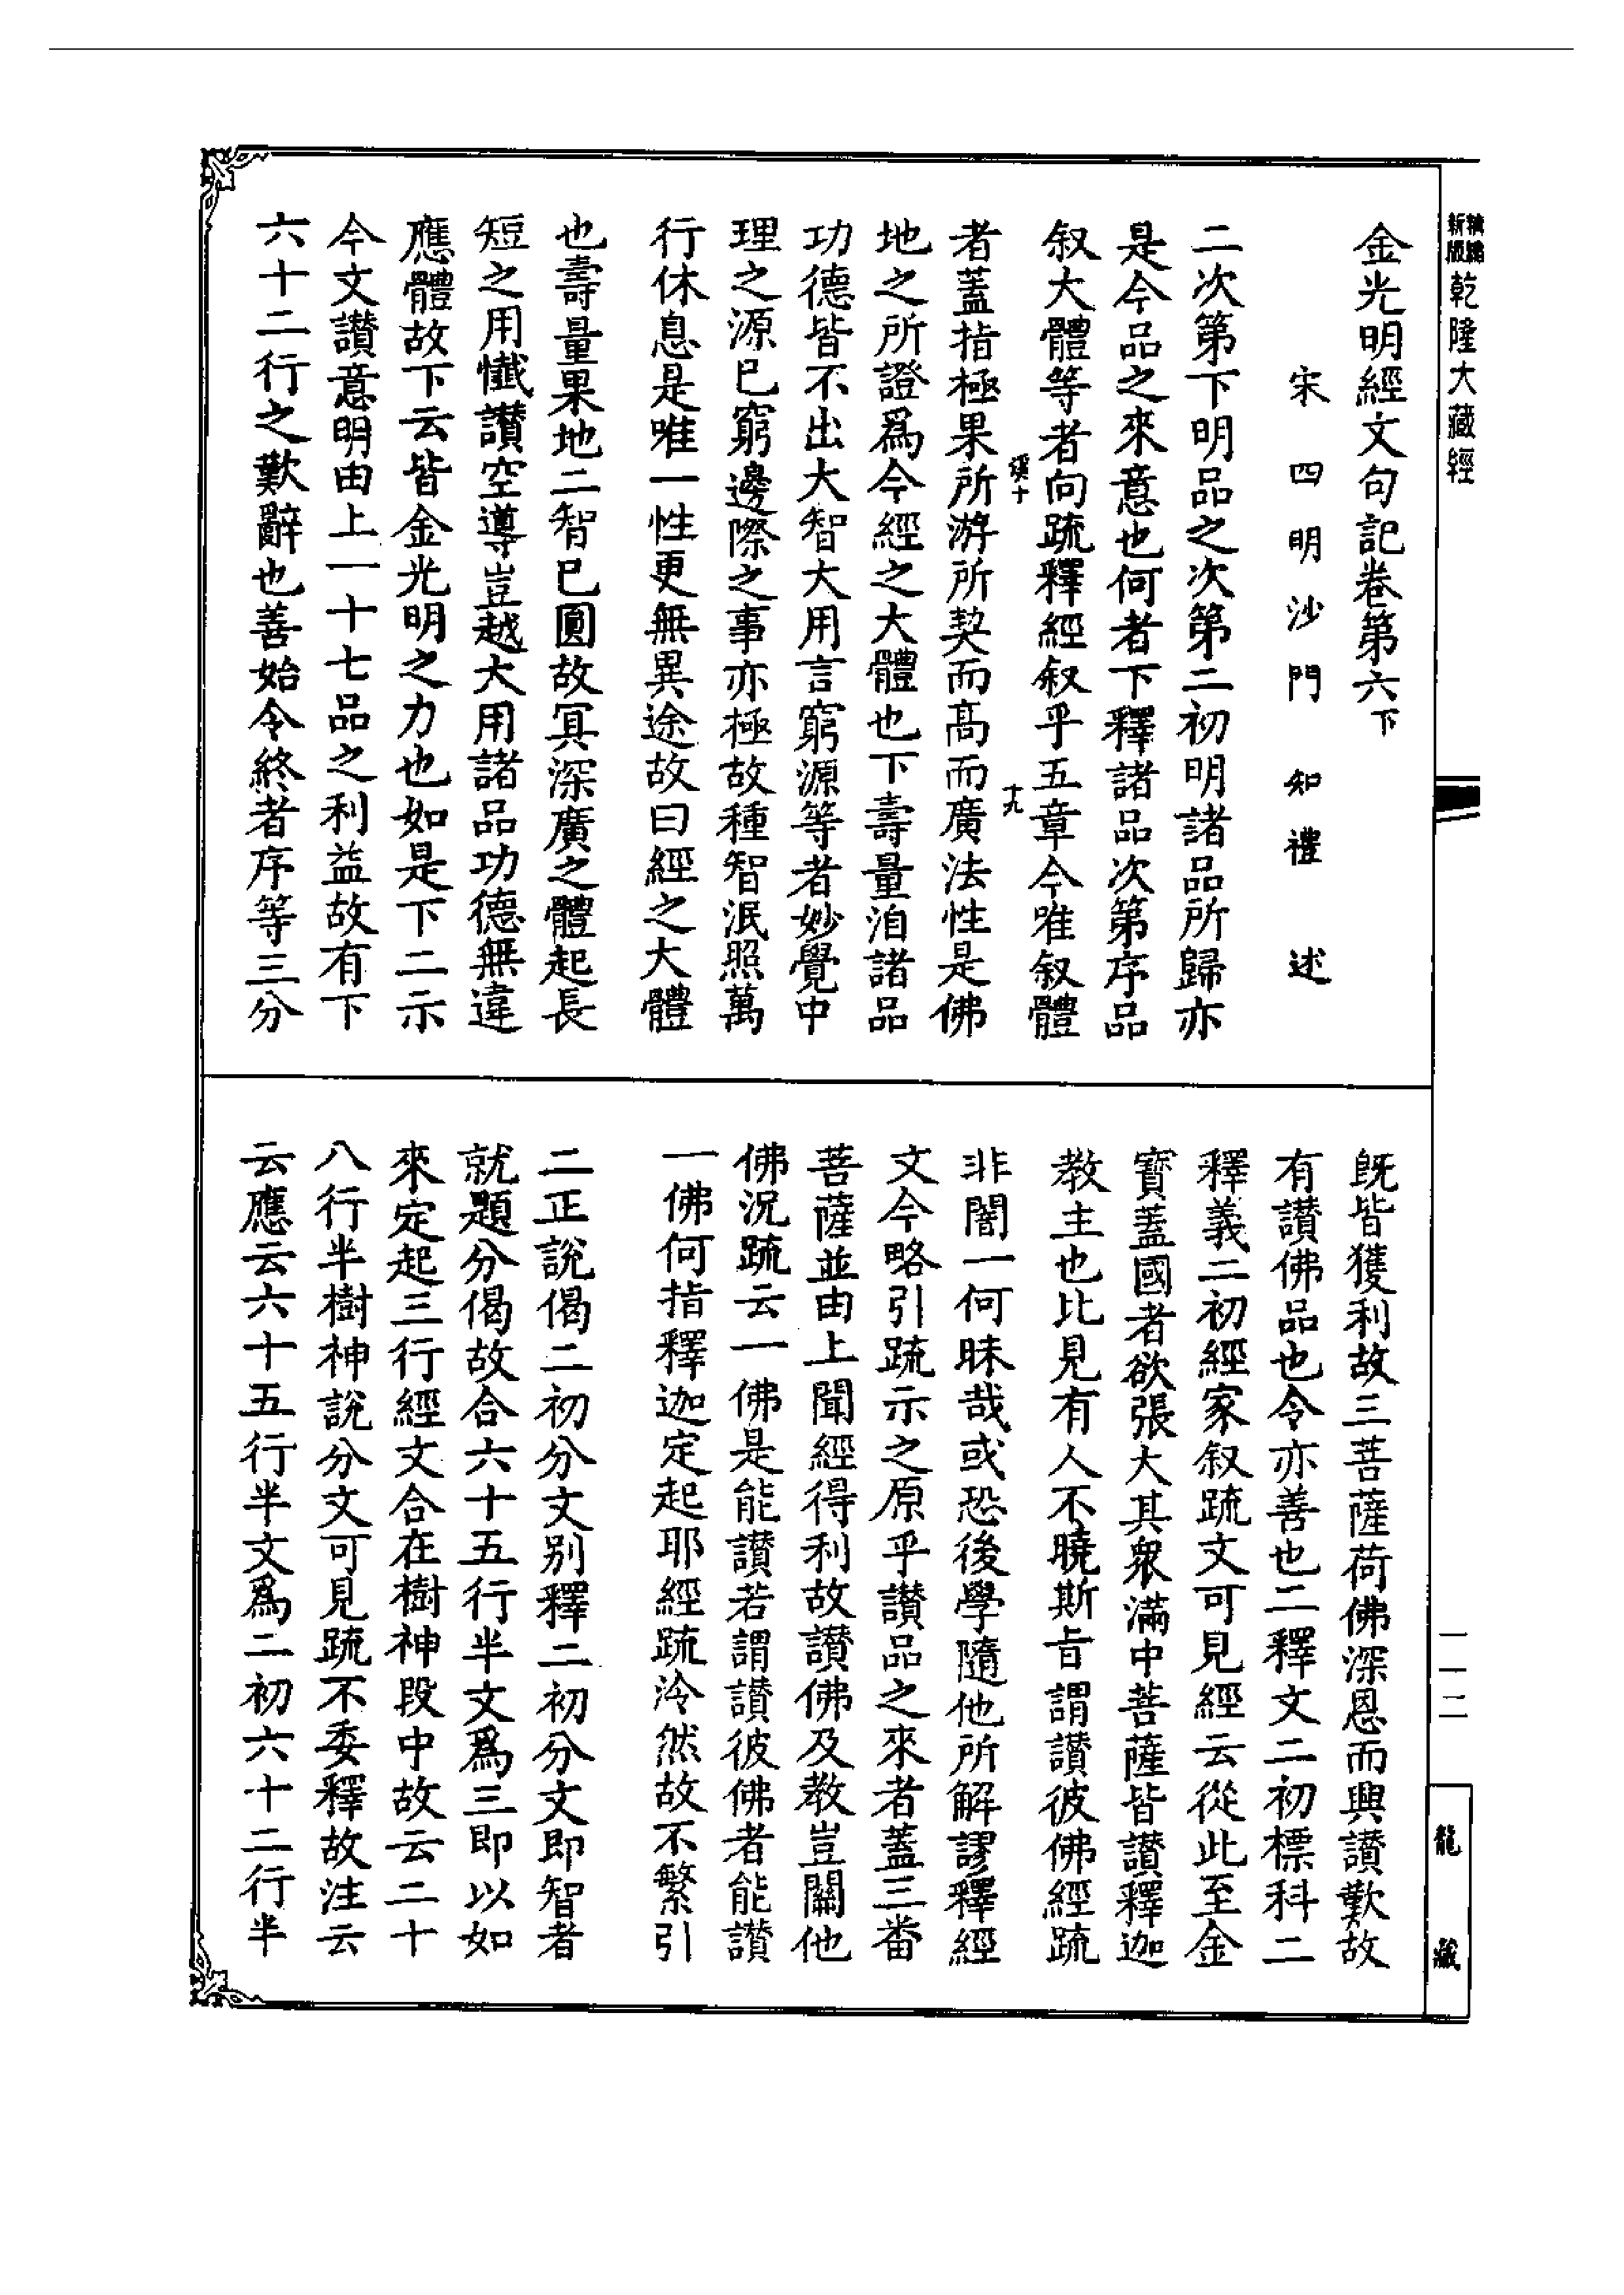 新版精縮乾隆大藏經
金光明經文句記卷第六下
宋四明沙門知禮述
二次第下明品之次第二初明諸品所歸亦
是今品之來意也何者下釋諸品次第序品
叙大體等者向疏釋經叙乎五章今唯叙體
十九
者蓋指極果所游所契而高而廣法性是佛
地之所證爲今經之大體也下壽量洎諸品
功德皆不出大智大用言窮源等者妙覺中
理之源已窮邊際之事亦極故種智泯照萬
行休息是唯一性更無異途故曰經之大體
也壽量果地二智已圓故冥深廣之體起長
短之用懺讃空導豈越大用諸品功德無違
應體故下云皆金光明之力也如是下二示
今文讃意明由上一十七品之利益故有下
六十二行之歎辭也善始令終者序等三分
既皆獲利故三菩薩荷佛深恩而興讃歎故
有讃佛品也令亦善也二釋文二初標科二
釋義二初經家叙疏文可見經云從此至金
寶蓋國者欲張大其衆滿中菩薩皆讃釋迦
教主也比見有人不曉斯旨謂讃彼佛經疏
非闇一何昧哉或恐後學隨他所解謬釋經
文今略引疏示之原乎讃品之來者蓋三番
菩薩並由上聞經得利故讃佛及教豈關他
佛況疏云一佛是能讃若謂讃彼佛者能讃
一佛何指釋迦定起耶經疏泠然故不繁引
二正說偈二初分文別釋二初分文即智者
就題分偈故合六十五行半文爲三即以如
來定起三行經文合在樹神段中故云二十
八行半樹神說分文可見疏不委釋故注云
云應云六十五行半文爲二初六十二行半
一一二
龍藏